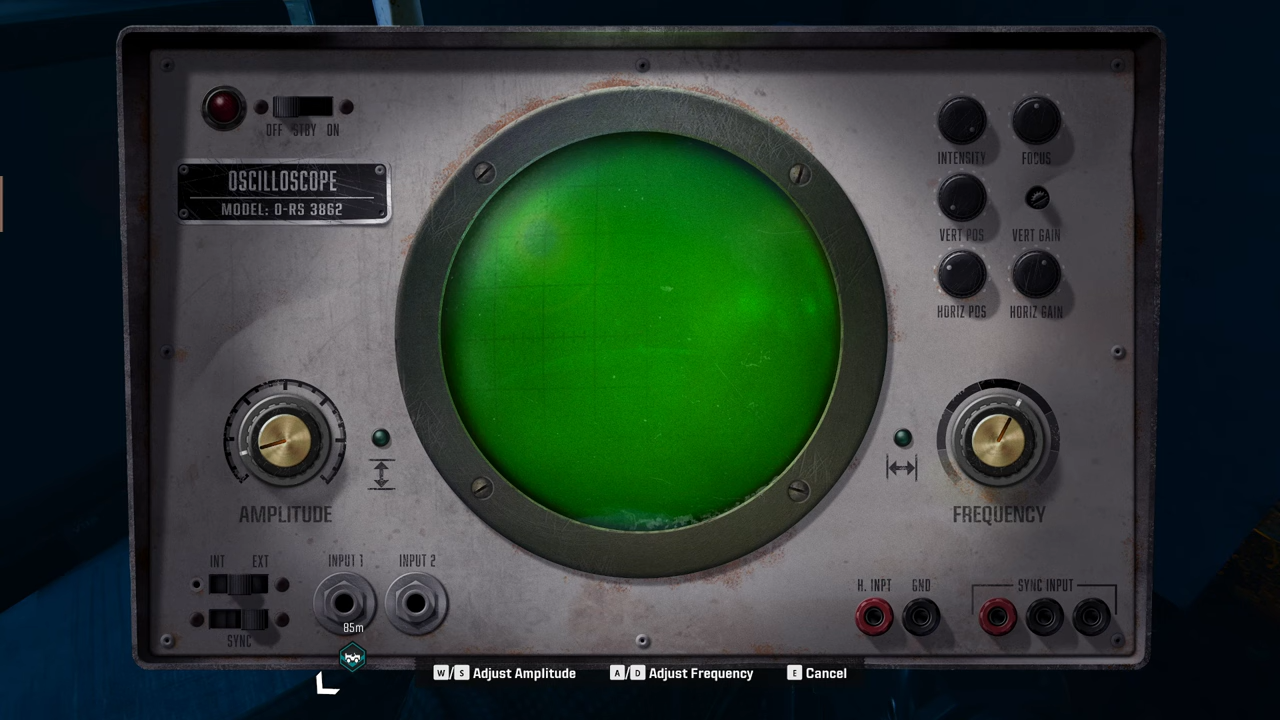 OFF STBY ON
OSCILLOSCOPE
MODEL: O-RS 3862
INTENSITY FOCUS
VERT POS VERT GAIN
HORIZ POS HORIZ GAIN
AMPLITUDE
FREQUENCY
INT EXT
SYNC
INPUT 1 INPUT 2
H. INPT GND
SYNC INPUT
85m
W/S Adjust Amplitude
A/D Adjust Frequency
E Cancel